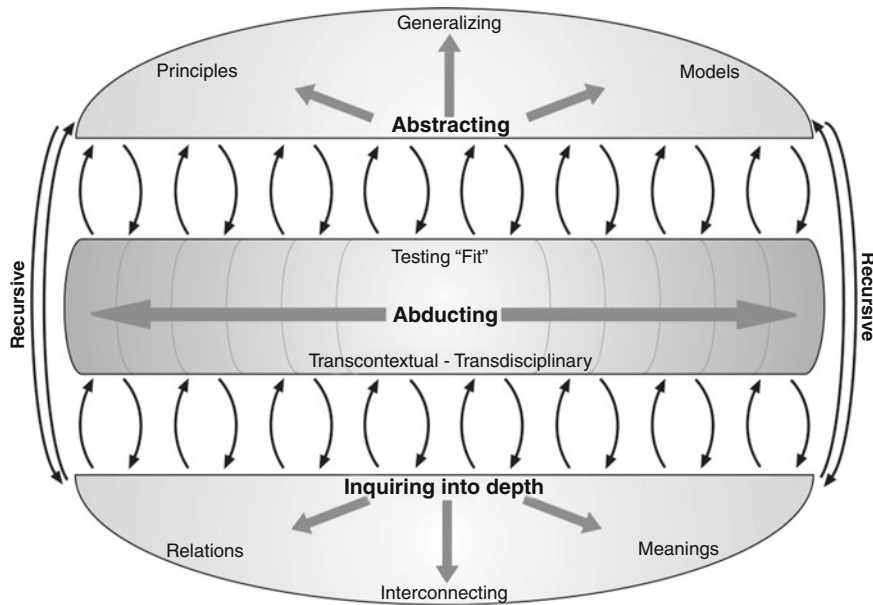 Generalizing
Principles
Models
Abstracting
Recursive
Testing “Fit”
Abducting
Transcontextual - Transdisciplinary
Recursive
Inquiring into depth
Relations
Meanings
Interconnecting